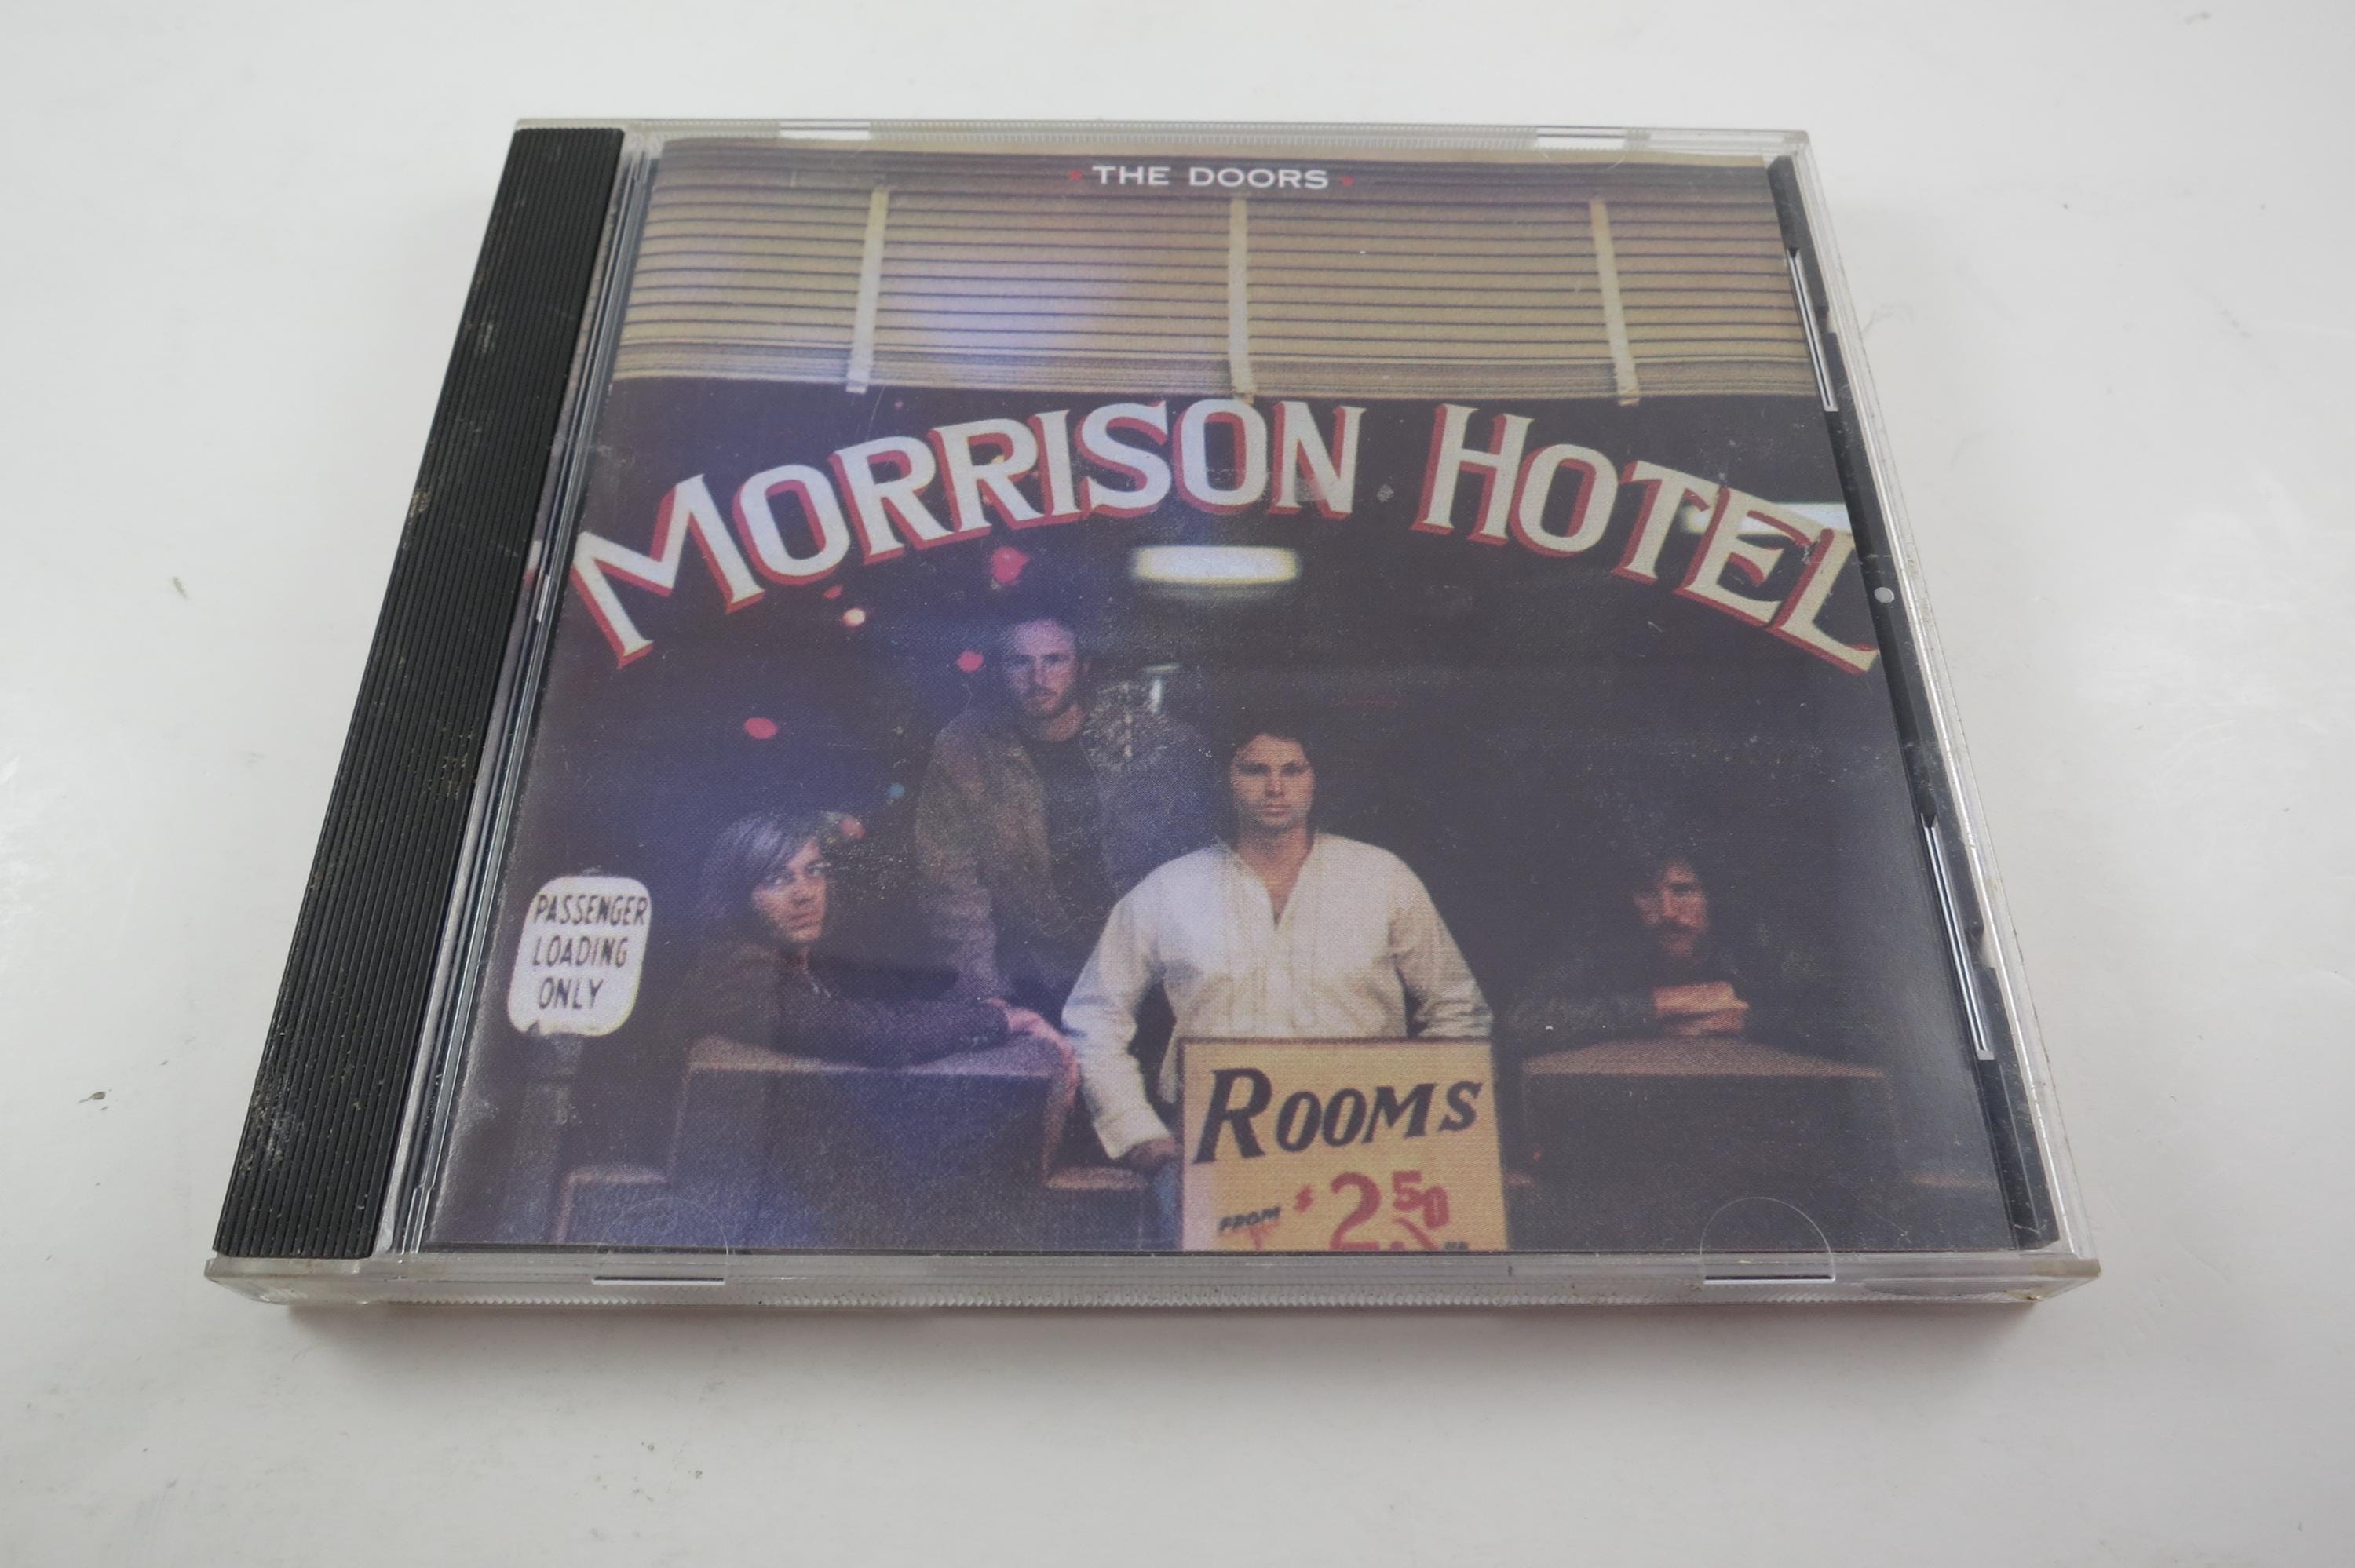 THE DOORS
MORRISON HOTEL
PASSENGER
LOADING
ONLY
ROOMS
FROM $2.50